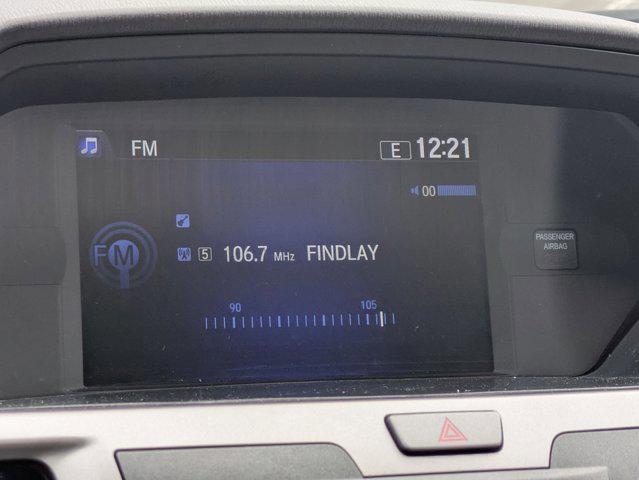 FM E 12:21
00
FM 5 106.7 MHz FINDLAY
90 105
PASSENGER
AIRBAG